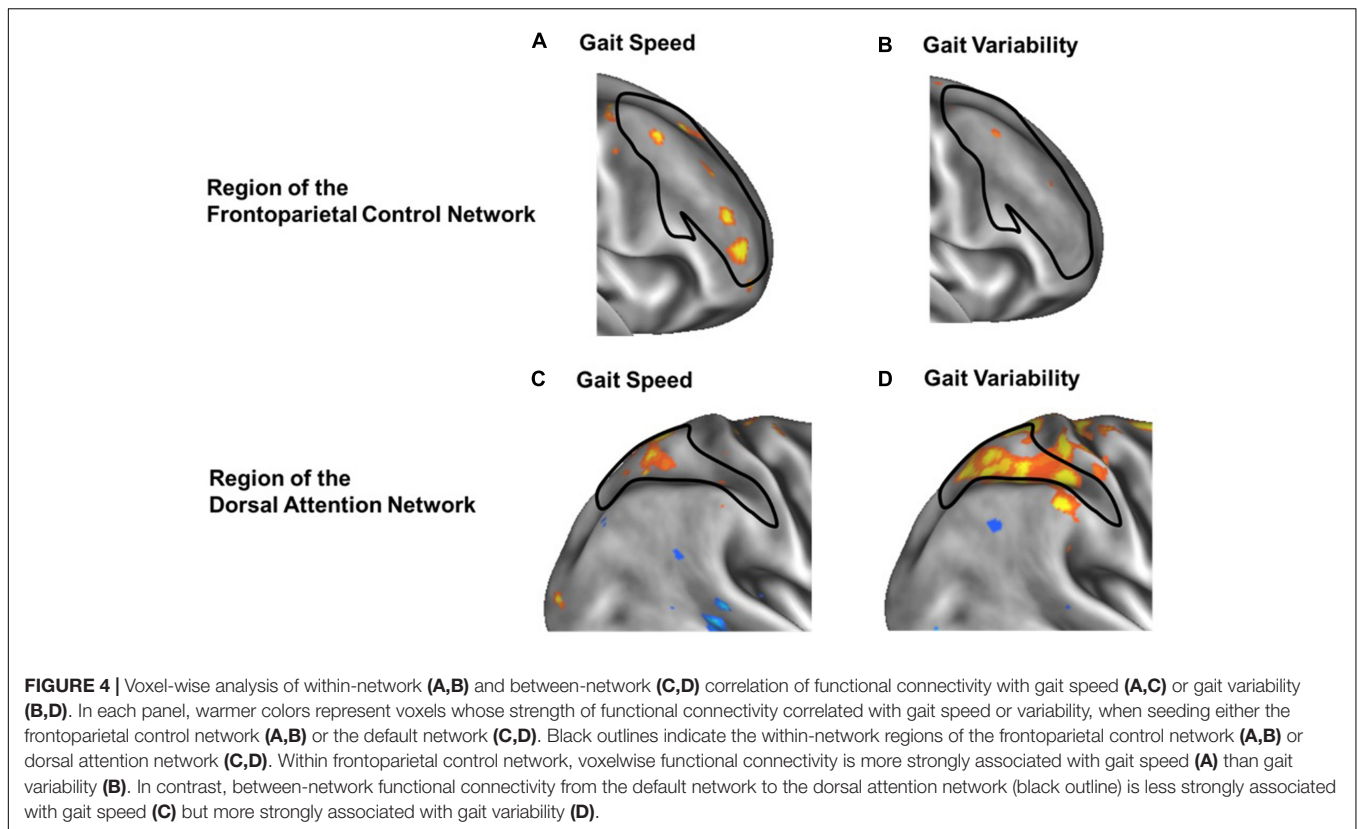 A Gait Speed
B Gait Variability
Region of the
Frontoparietal Control Network
C Gait Speed
D Gait Variability
Region of the
Dorsal Attention Network
FIGURE 4 | Voxel-wise analysis of within-network (A,B) and between-network (C,D) correlation of functional connectivity with gait speed (A,C) or gait variability
(B,D). In each panel, warmer colors represent voxels whose strength of functional connectivity correlated with gait speed or variability, when seeding either the
frontoparietal control network (A,B) or the default network (C,D). Black outlines indicate the within-network regions of the frontoparietal control network (A,B) or
dorsal attention network (C,D). Within frontoparietal control network, voxelwise functional connectivity is more strongly associated with gait speed (A) than gait
variability (B). In contrast, between-network functional connectivity from the default network to the dorsal attention network (black outline) is less strongly associated
with gait speed (C) but more strongly associated with gait variability (D).